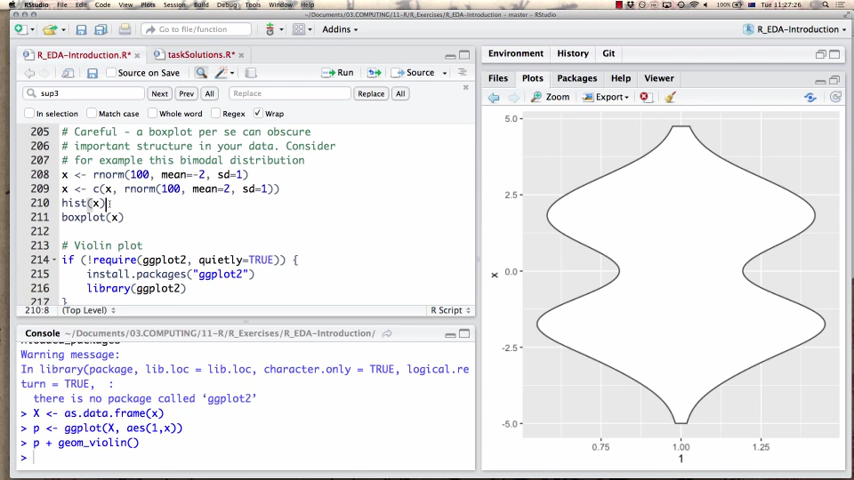 RStudio File Edit Code View Plots Session Build Debug Tools Window Help 100% Tue 11:27:26
~/Documents/03.COMPUTING/11-R/R_Exercises/R_EDA-Introduction - master - RStudio
Go to file/function Addins R_EDA-Introduction
R_EDA-Introduction.R* taskSolutions.R*
Source on Save Run Source
sup3 Next Prev All Replace Replace All
In selection Match case Whole word Regex Wrap
205 # Careful - a boxplot per se can obscure
206 # important structure in your data. Consider
207 # for example this bimodal distribution
208 x <- rnorm(100, mean=-2, sd=1)
209 x <- c(x, rnorm(100, mean=2, sd=1))
210 hist(x)
211 boxplot(x)
212
213 # Violin plot
214 if (!require(ggplot2, quietly=TRUE)) {
215 install.packages("ggplot2")
216 library(ggplot2)
217 }
210:8 (Top Level) R Script
Console ~/Documents/03.COMPUTING/11-R/R_Exercises/R_EDA-Introduction/
Warning message:
In library(package, lib.loc = lib.loc, character.only = TRUE, logical.re
turn = TRUE, :
there is no package called ‘ggplot2’
> X <- as.data.frame(x)
> p <- ggplot(X, aes(1,x))
> p + geom_violin()
>
Environment History Git
Files Plots Packages Help Viewer
Zoom Export
5.0
2.5
x
0.0
-2.5
-5.0
0.75 1.00 1.25
1